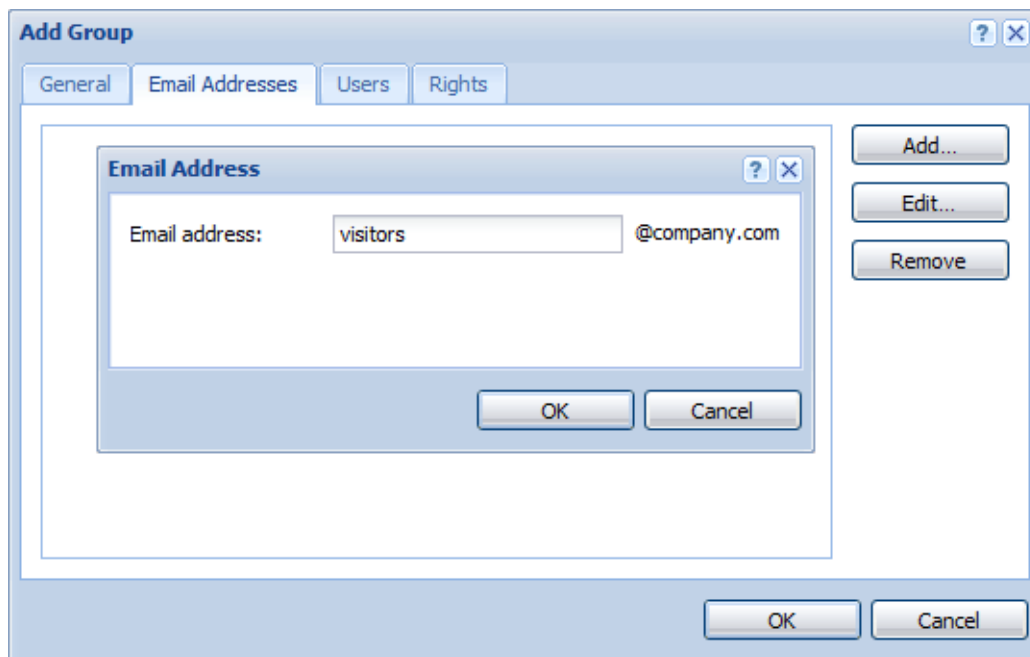 Add Group
?
General Email Addresses Users Rights
Email Address
?
Email address: visitors @company.com
OK Cancel
Add...
Edit...
Remove
OK Cancel